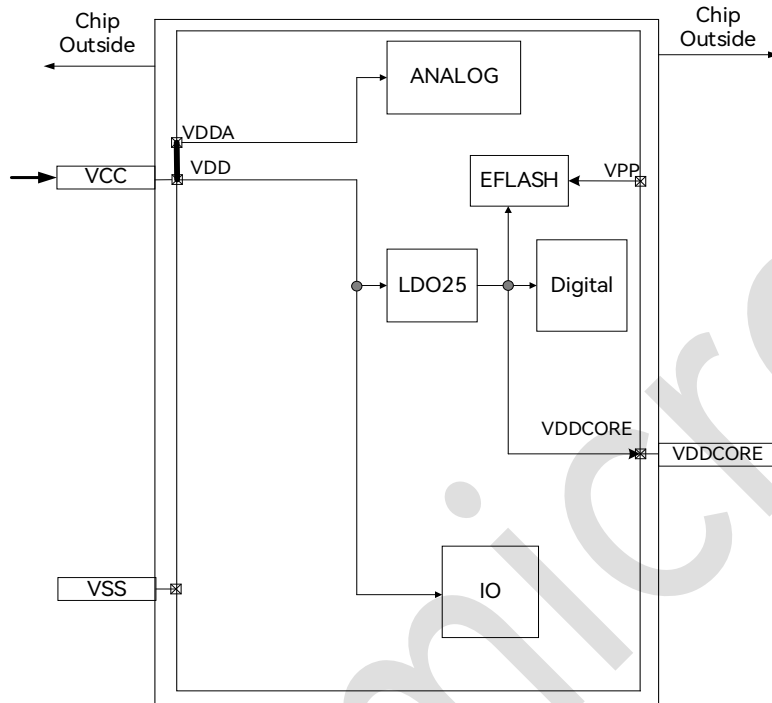 Chip
Outside
Chip
Outside
ANALOG
VDDA
VCC
VDD
EFLASH
VPP
LDO25
Digital
VDDCORE
VDDCORE
VSS
IO